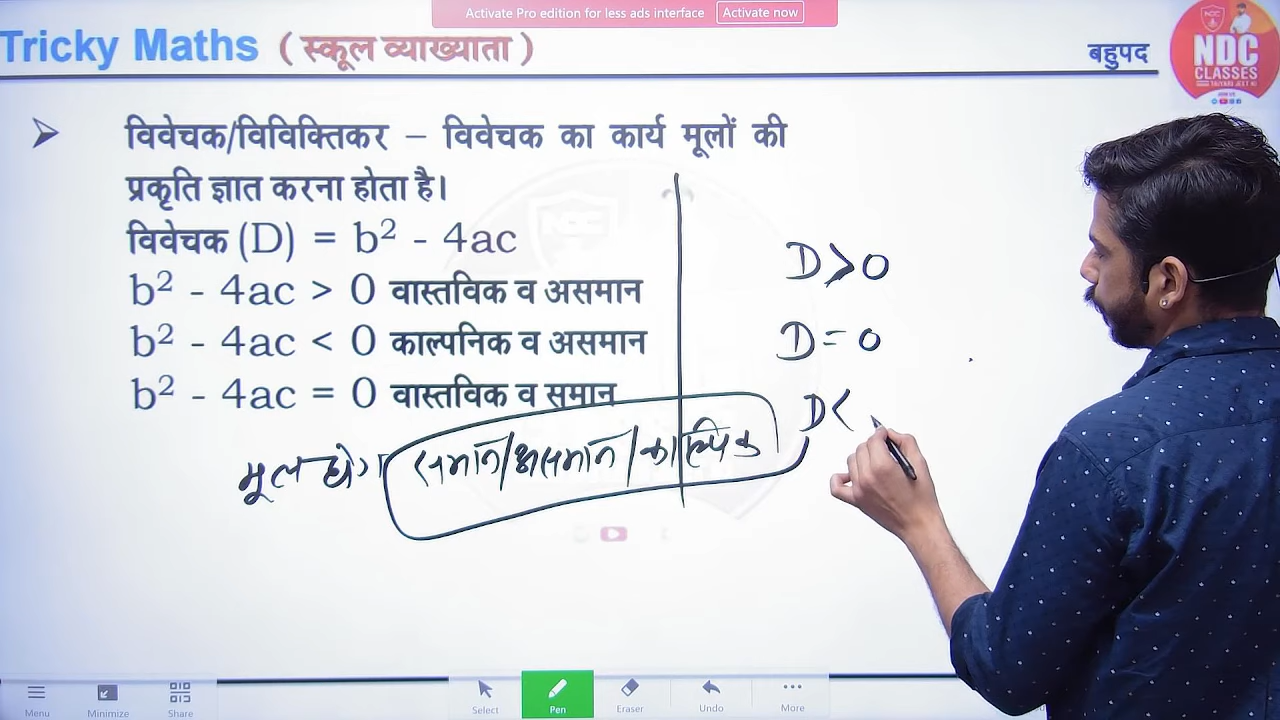 Activate Pro edition for less ads interface Activate now
Tricky Maths ( स्कूल व्याख्याता )
बहुपद
NDC
CLASSES
➢ विवेचक/विविक्तिकर – विवेचक का कार्य मूलों की
प्रकृति ज्ञात करना होता है।
विवेचक (D) = b² - 4ac
b² - 4ac > 0 वास्तविक व असमान
b² - 4ac < 0 काल्पनिक व असमान
b² - 4ac = 0 वास्तविक व समान
मूल होगा समान/असमान/काल्पिक
D > 0
D = 0
D <
Menu Minimize Share Select Pen Eraser Undo More